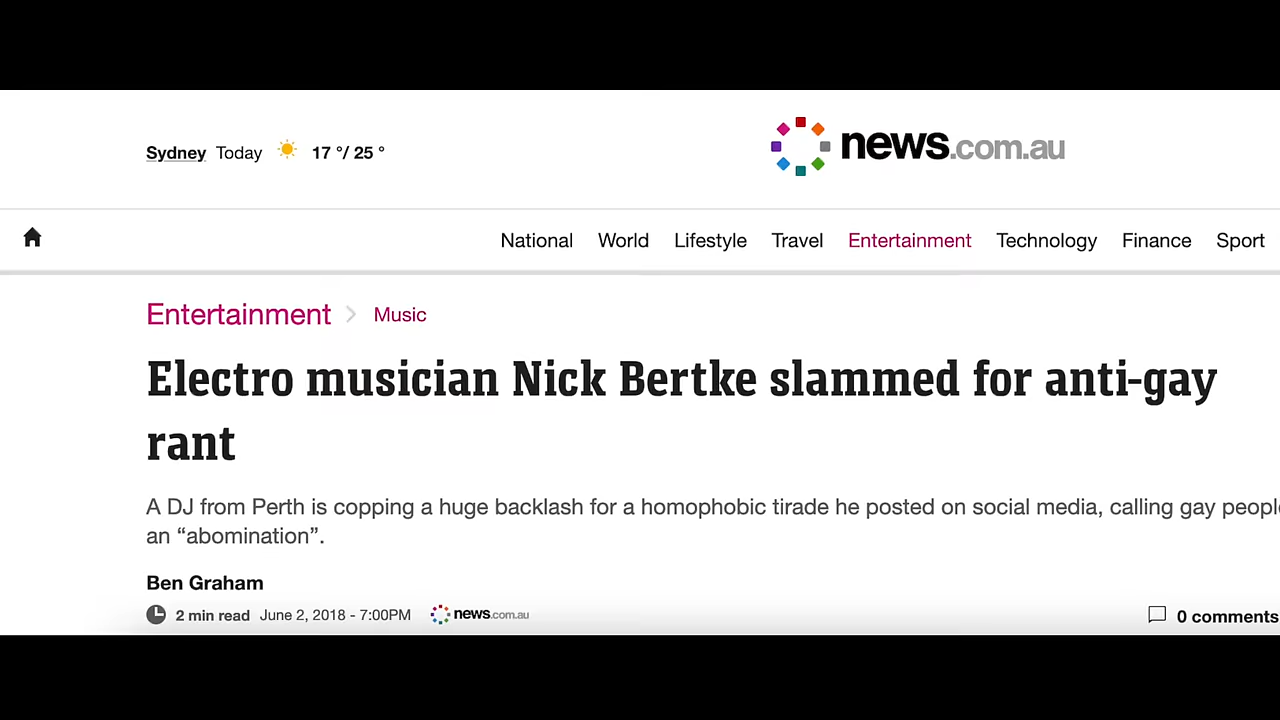 Sydney Today 17 °/ 25 °
news.com.au
National World Lifestyle Travel Entertainment Technology Finance Sport
Entertainment Music
Electro musician Nick Bertke slammed for anti-gay
rant
A DJ from Perth is copping a huge backlash for a homophobic tirade he posted on social media, calling gay people
an “abomination”.
Ben Graham
2 min read June 2, 2018 - 7:00PM news.com.au
0 comments